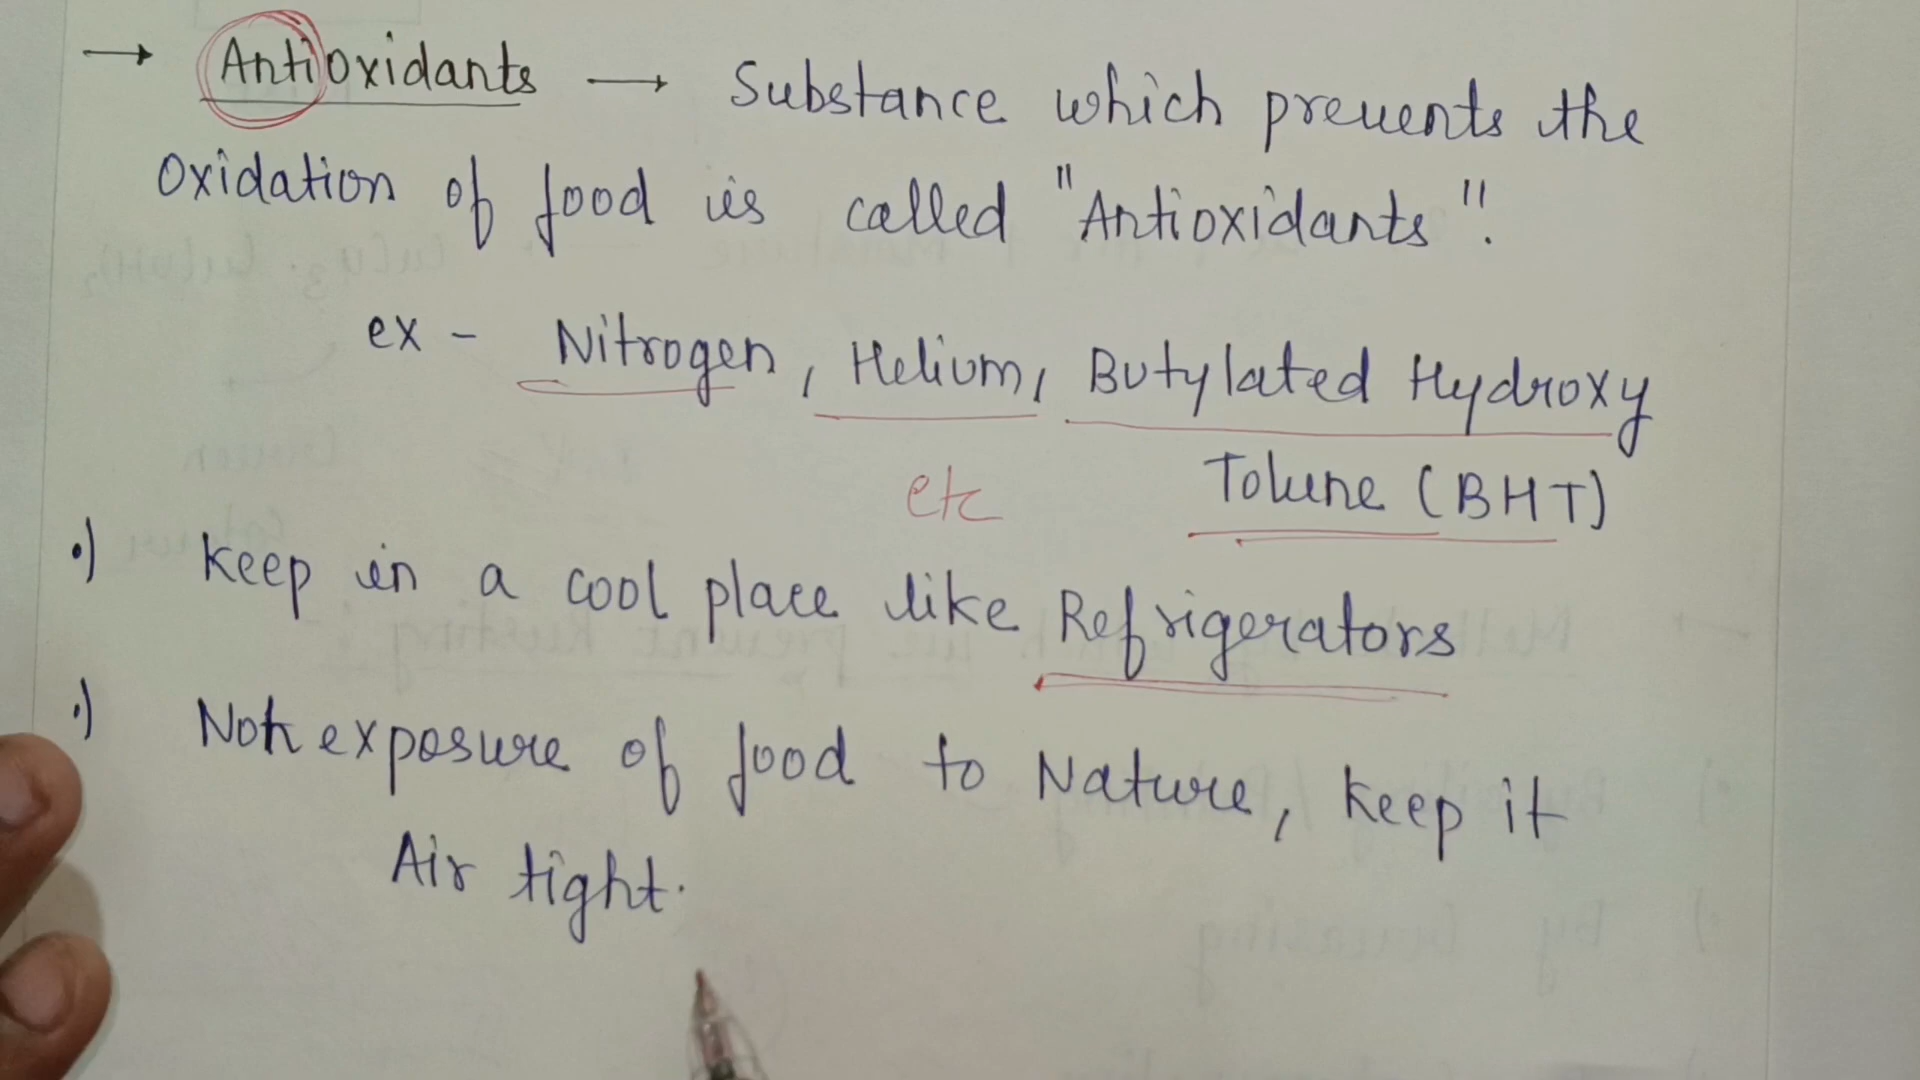 → Antioxidants → Substance which prevents the
Oxidation of food is called "Antioxidants".
ex - Nitrogen, Helium, Butylated Hydroxy
etc Tolune (BHT)
•) Keep in a cool place like Refrigerators
•) Not exposure of food to Nature, Keep it
Air tight.